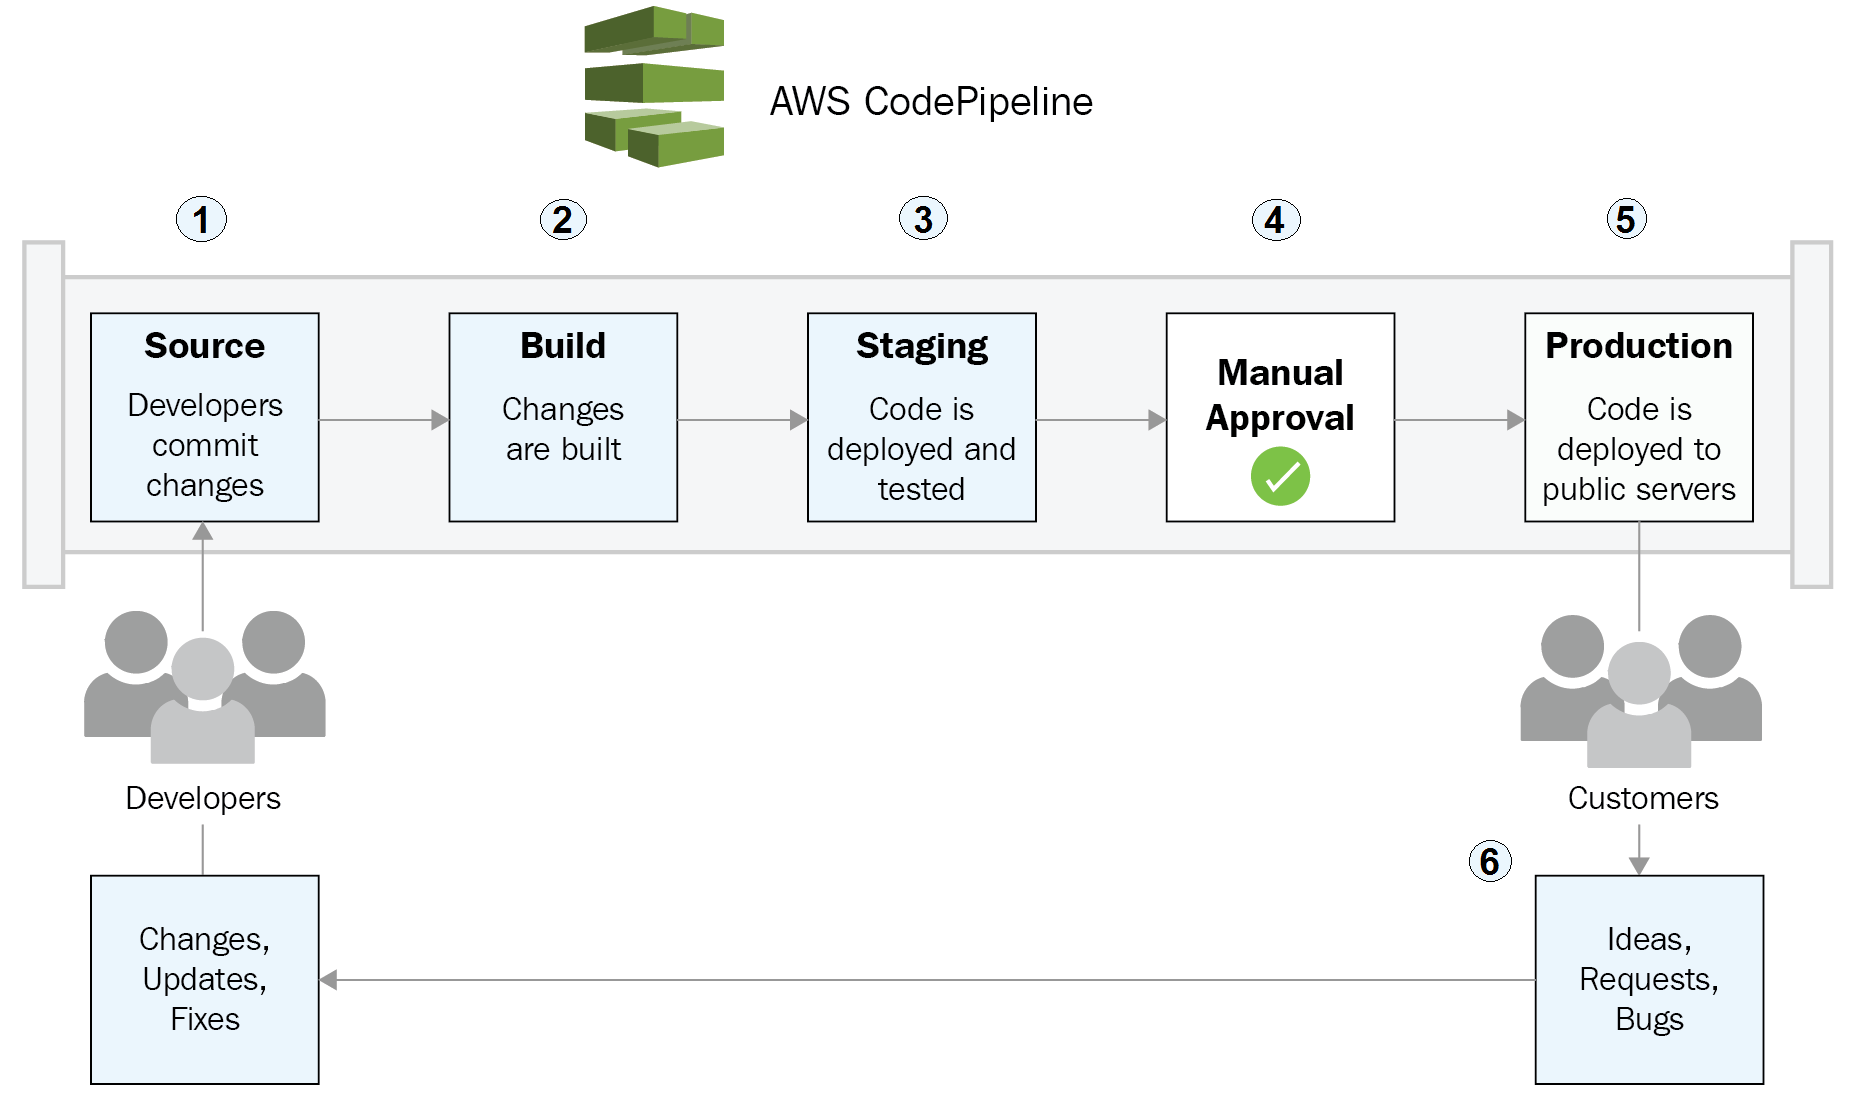 AWS CodePipeline
1
2
3
4
5
Source
Developers
commit
changes
Build
Changes
are built
Staging
Code is
deployed and
tested
Manual
Approval
Production
Code is
deployed to
public servers
Developers
Customers
6
Changes,
Updates,
Fixes
Ideas,
Requests,
Bugs